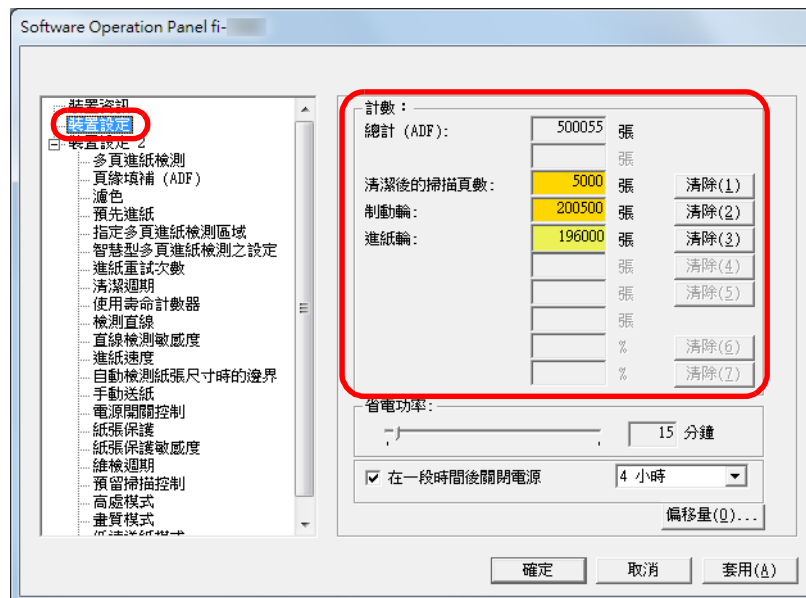 Software Operation Panel fi-
裝置資訊
裝置設定
裝置設定 2
多頁進紙檢測
頁緣填補 (ADF)
濾色
預先進紙
指定多頁進紙檢測區域
智慧型多頁進紙檢測之設定
進紙重試次數
清潔週期
使用壽命計數器
檢測直線
直線檢測敏感度
進紙速度
自動檢測紙張尺寸時的邊界
手動送紙
電源開關控制
紙張保護
紙張保護敏感度
維檢週期
預留掃描控制
高處模式
畫質模式
低速送紙模式
計數：
總計 (ADF): 500055 張
張
清潔後的掃描頁數: 5000 張 清除(1)
制動輪: 200500 張 清除(2)
進紙輪: 196000 張 清除(3)
張 清除(4)
張 清除(5)
張
% 清除(6)
% 清除(7)
省電功率:
15 分鐘
在一段時間後關閉電源 4 小時
偏移量(O)...
確定 取消 套用(A)